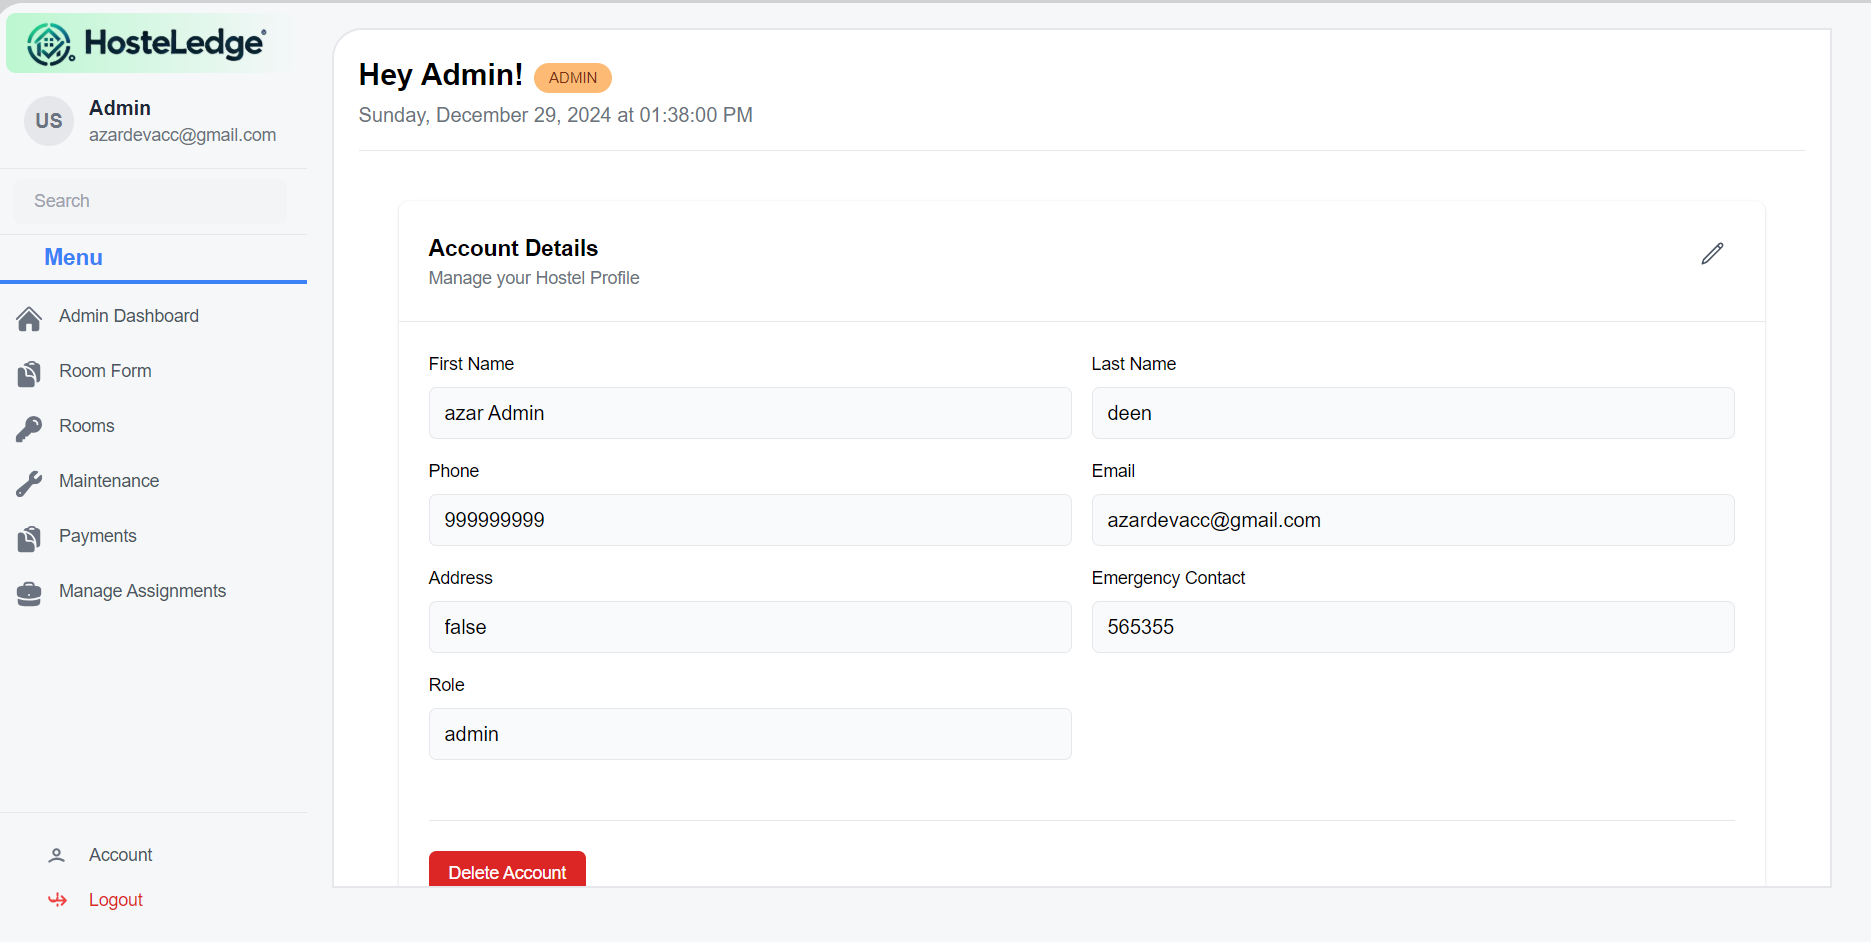 HosteLedge
US
Admin
azardevacc@gmail.com
Search
Menu
Admin Dashboard
Room Form
Rooms
Maintenance
Payments
Manage Assignments
Account
Logout
Hey Admin! ADMIN
Sunday, December 29, 2024 at 01:38:00 PM
Account Details
Manage your Hostel Profile
First Name
azar Admin
Last Name
deen
Phone
999999999
Email
azardevacc@gmail.com
Address
false
Emergency Contact
565355
Role
admin
Delete Account